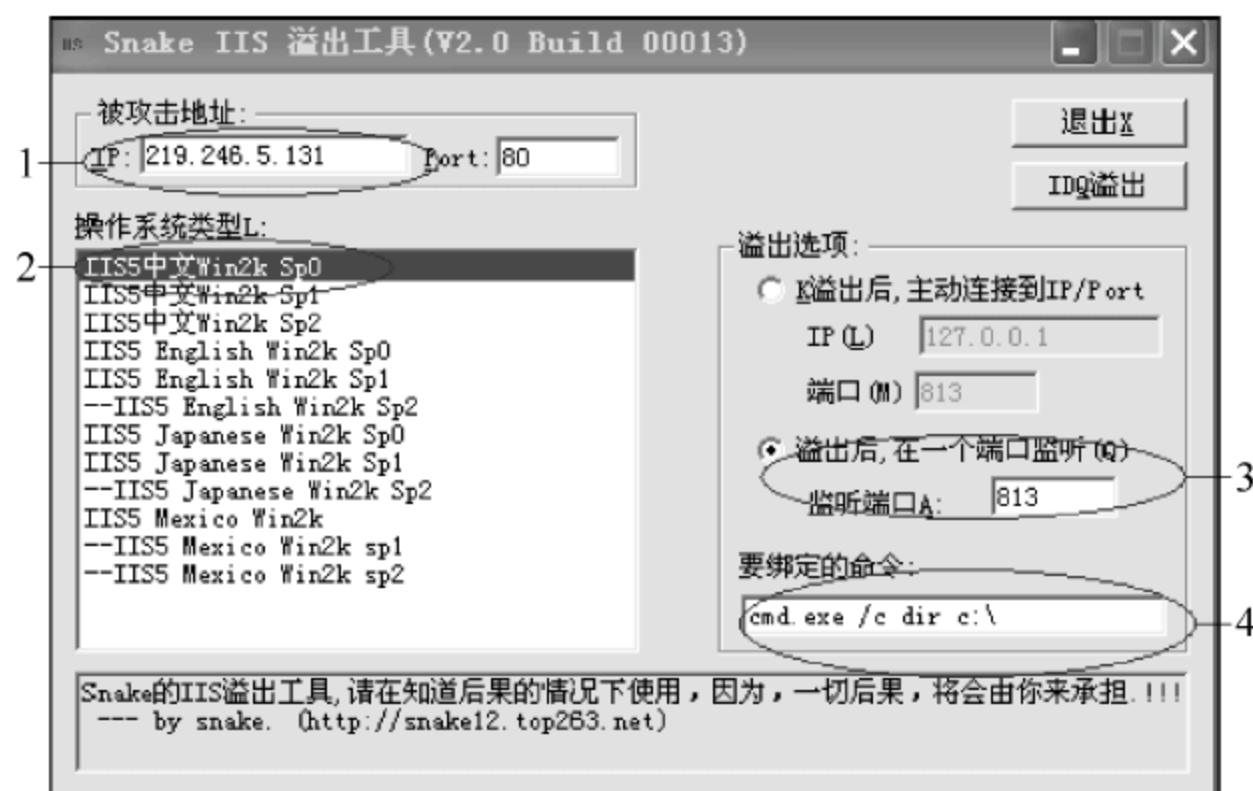 Snake IIS 溢出工具(V2.0 Build 00013)
被攻击地址:
1
IP: 219.246.5.131 Port: 80
退出X
IDQ溢出
操作系统类型L:
2
IIS5中文Win2k Sp0
IIS5中文Win2k Sp1
IIS5中文Win2k Sp2
IIS5 English Win2k Sp0
IIS5 English Win2k Sp1
--IIS5 English Win2k Sp2
IIS5 Japanese Win2k Sp0
IIS5 Japanese Win2k Sp1
--IIS5 Japanese Win2k Sp2
IIS5 Mexico Win2k
--IIS5 Mexico Win2k sp1
--IIS5 Mexico Win2k sp2
溢出选项:
K溢出后,主动连接到IP/Port
IP(L) 127.0.0.1
端口(M) 813
溢出后,在一个端口监听(Q)
3
监听端口A: 813
要绑定的命令:
cmd.exe /c dir c:\
4
Snake的IIS溢出工具,请在知道后果的情况下使用，因为，一切后果，将会由你来承担.!!!
--- by snake. (http://snake12.top263.net)